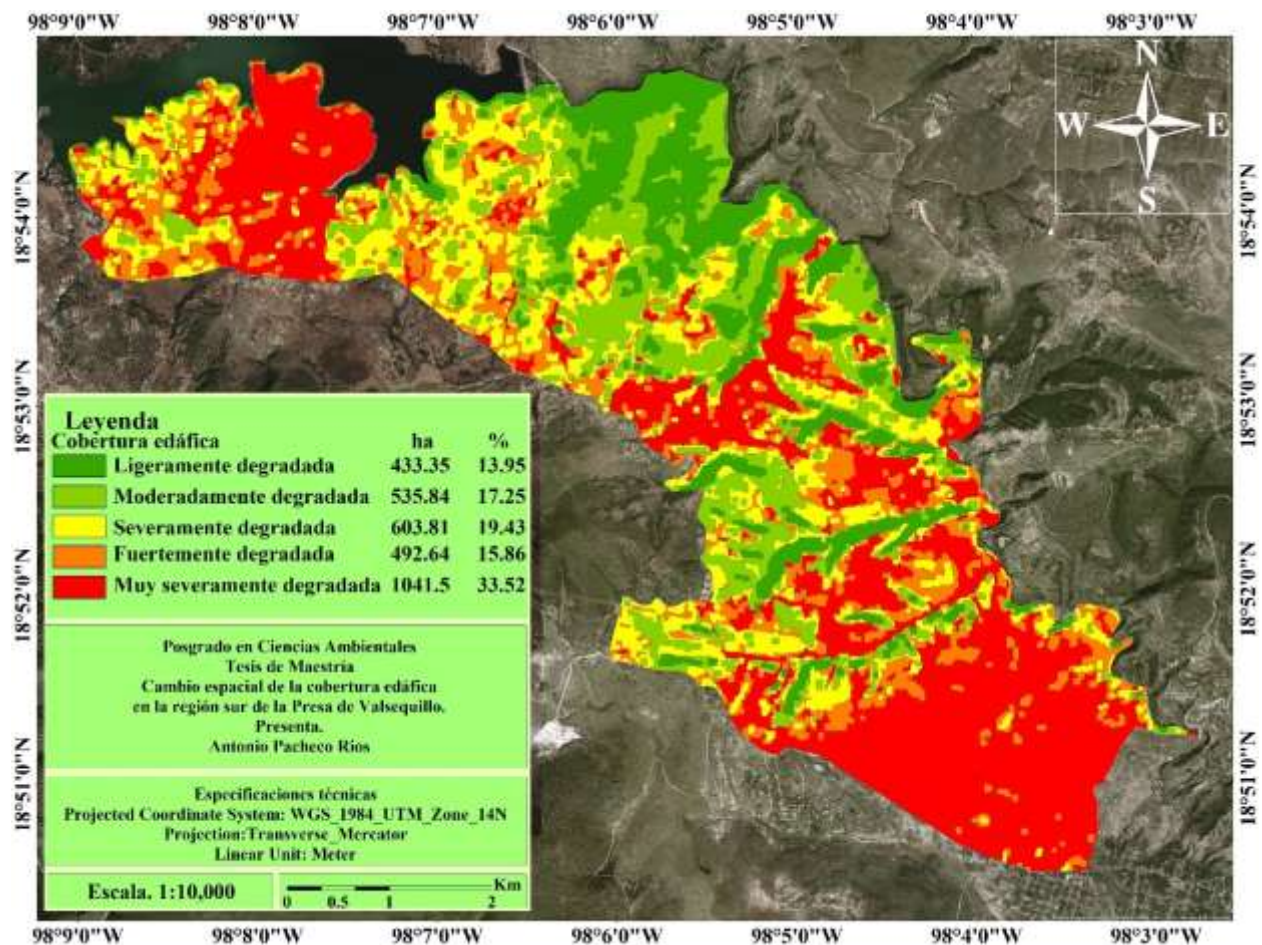 98°9'0"W 98°8'0"W 98°7'0"W 98°6'0"W 98°5'0"W 98°4'0"W 98°3'0"W
N
W E
S
18°54'0"N 18°54'0"N
18°53'0"N 18°53'0"N
18°52'0"N 18°52'0"N
18°51'0"N 18°51'0"N
Leyenda
Cobertura edáfica ha %
Ligeramente degradada 433.35 13.95
Moderadamente degradada 535.84 17.25
Severamente degradada 603.81 19.43
Fuertemente degradada 492.64 15.86
Muy severamente degradada 1041.5 33.52
Posgrado en Ciencias Ambientales
Tesis de Maestría
Cambio espacial de la cobertura edáfica
en la región sur de la Presa de Valsequillo.
Presenta.
Antonio Pacheco Rios
Especificaciones técnicas
Projected Coordinate System: WGS_1984_UTM_Zone_14N
Projection:Transverse_Mercator
Linear Unit: Meter
Escala. 1:10,000
Km
0 0.5 1 2
98°9'0"W 98°8'0"W 98°7'0"W 98°6'0"W 98°5'0"W 98°4'0"W 98°3'0"W